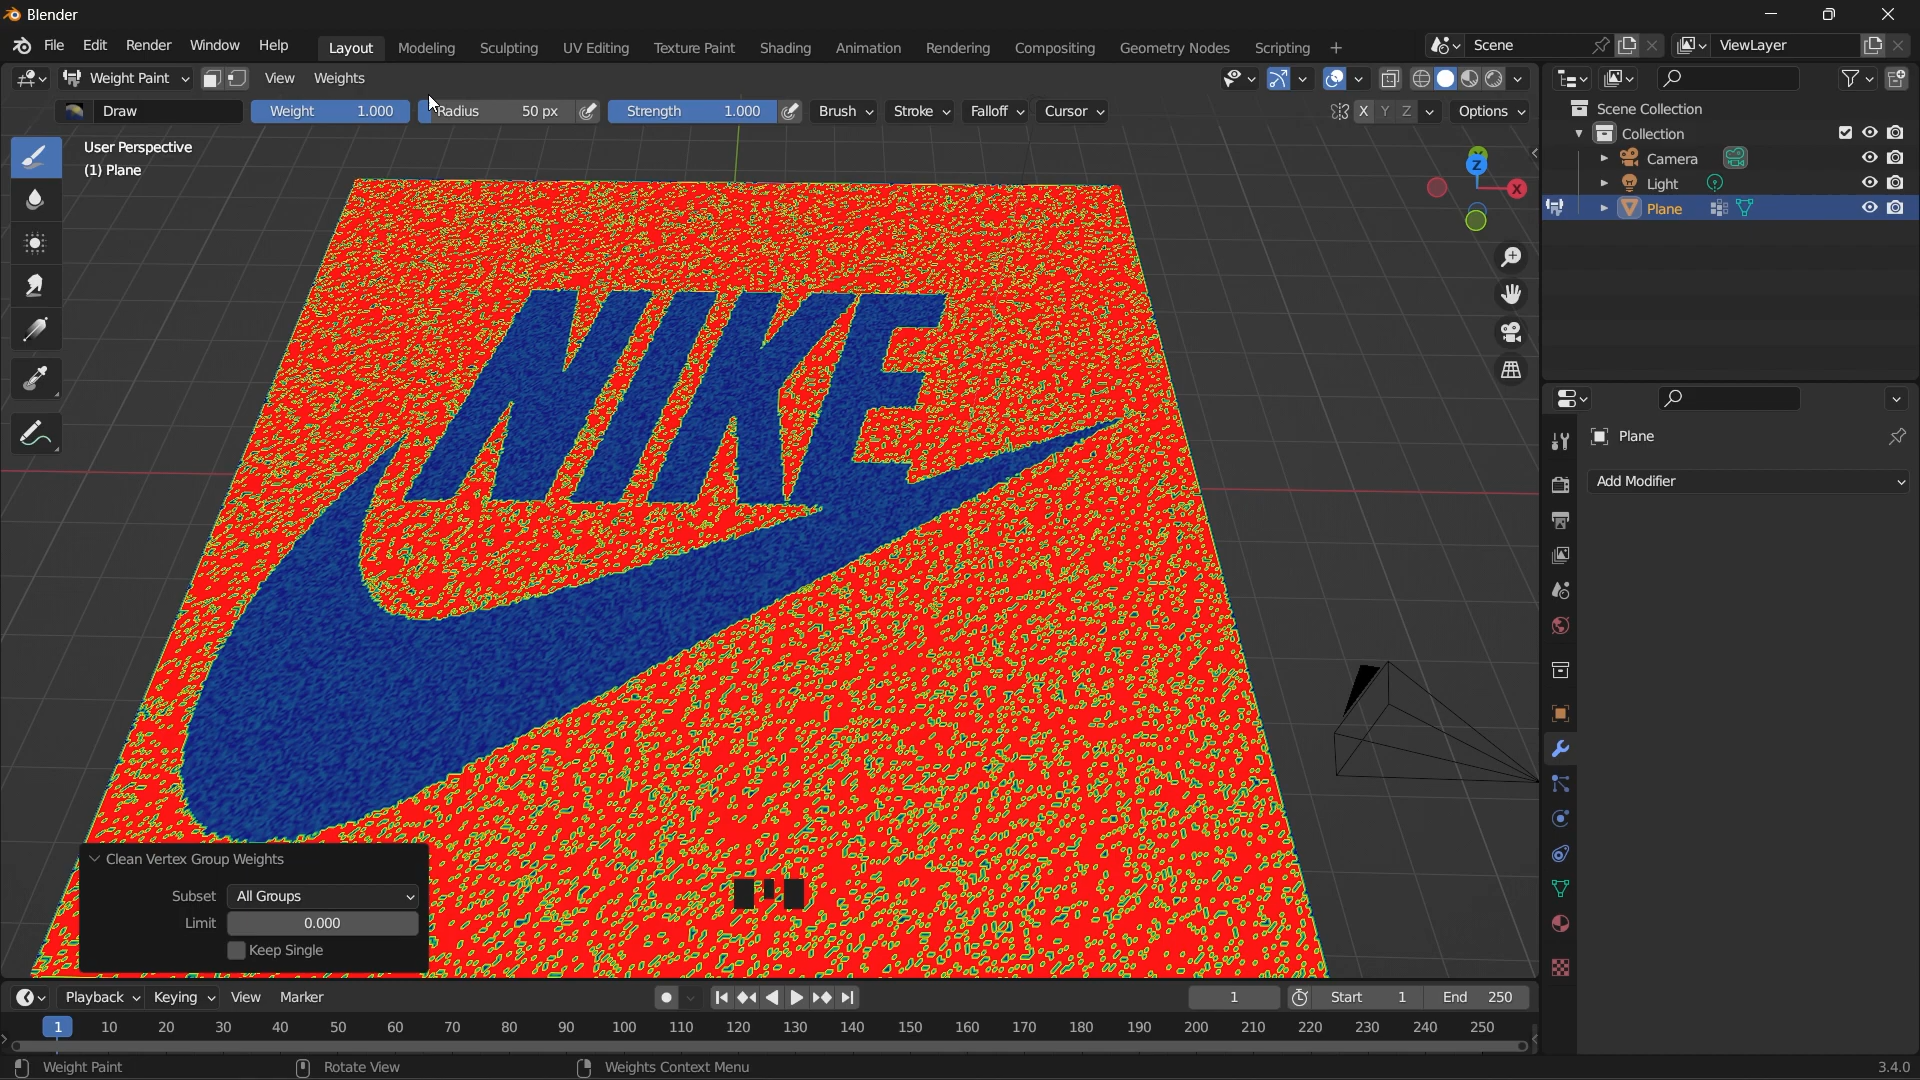 Blender
File Edit Render Window Help Layout Modeling Sculpting UV Editing Texture Paint Shading Animation Rendering Compositing Geometry Nodes Scripting + Scene ViewLayer
Weight Paint View Weights
Draw Weight 1.000 Radius 50 px Strength 1.000 Brush Stroke Falloff Cursor X Y Z Options
User Perspective
(1) Plane
Z
X
NIKE
Scene Collection
Collection
Camera
Light
Plane
Plane
Add Modifier
Clean Vertex Group Weights
Subset All Groups
Limit 0.000
Keep Single
Playback Keying View Marker 1 Start 1 End 250
1 10 20 30 40 50 60 70 80 90 100 110 120 130 140 150 160 170 180 190 200 210 220 230 240 250
Weight Paint Rotate View Weights Context Menu 3.4.0